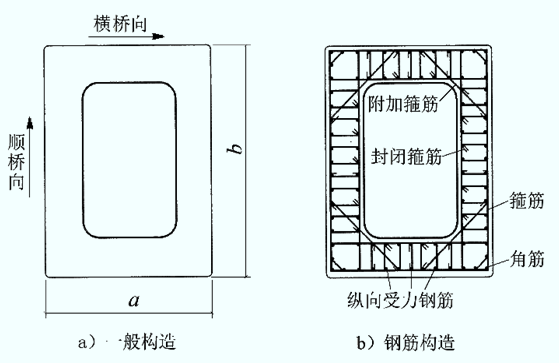 横桥向
顺桥向
b
a
a) 一般构造
附加箍筋
封闭箍筋
箍筋
角筋
纵向受力钢筋
b) 钢筋构造